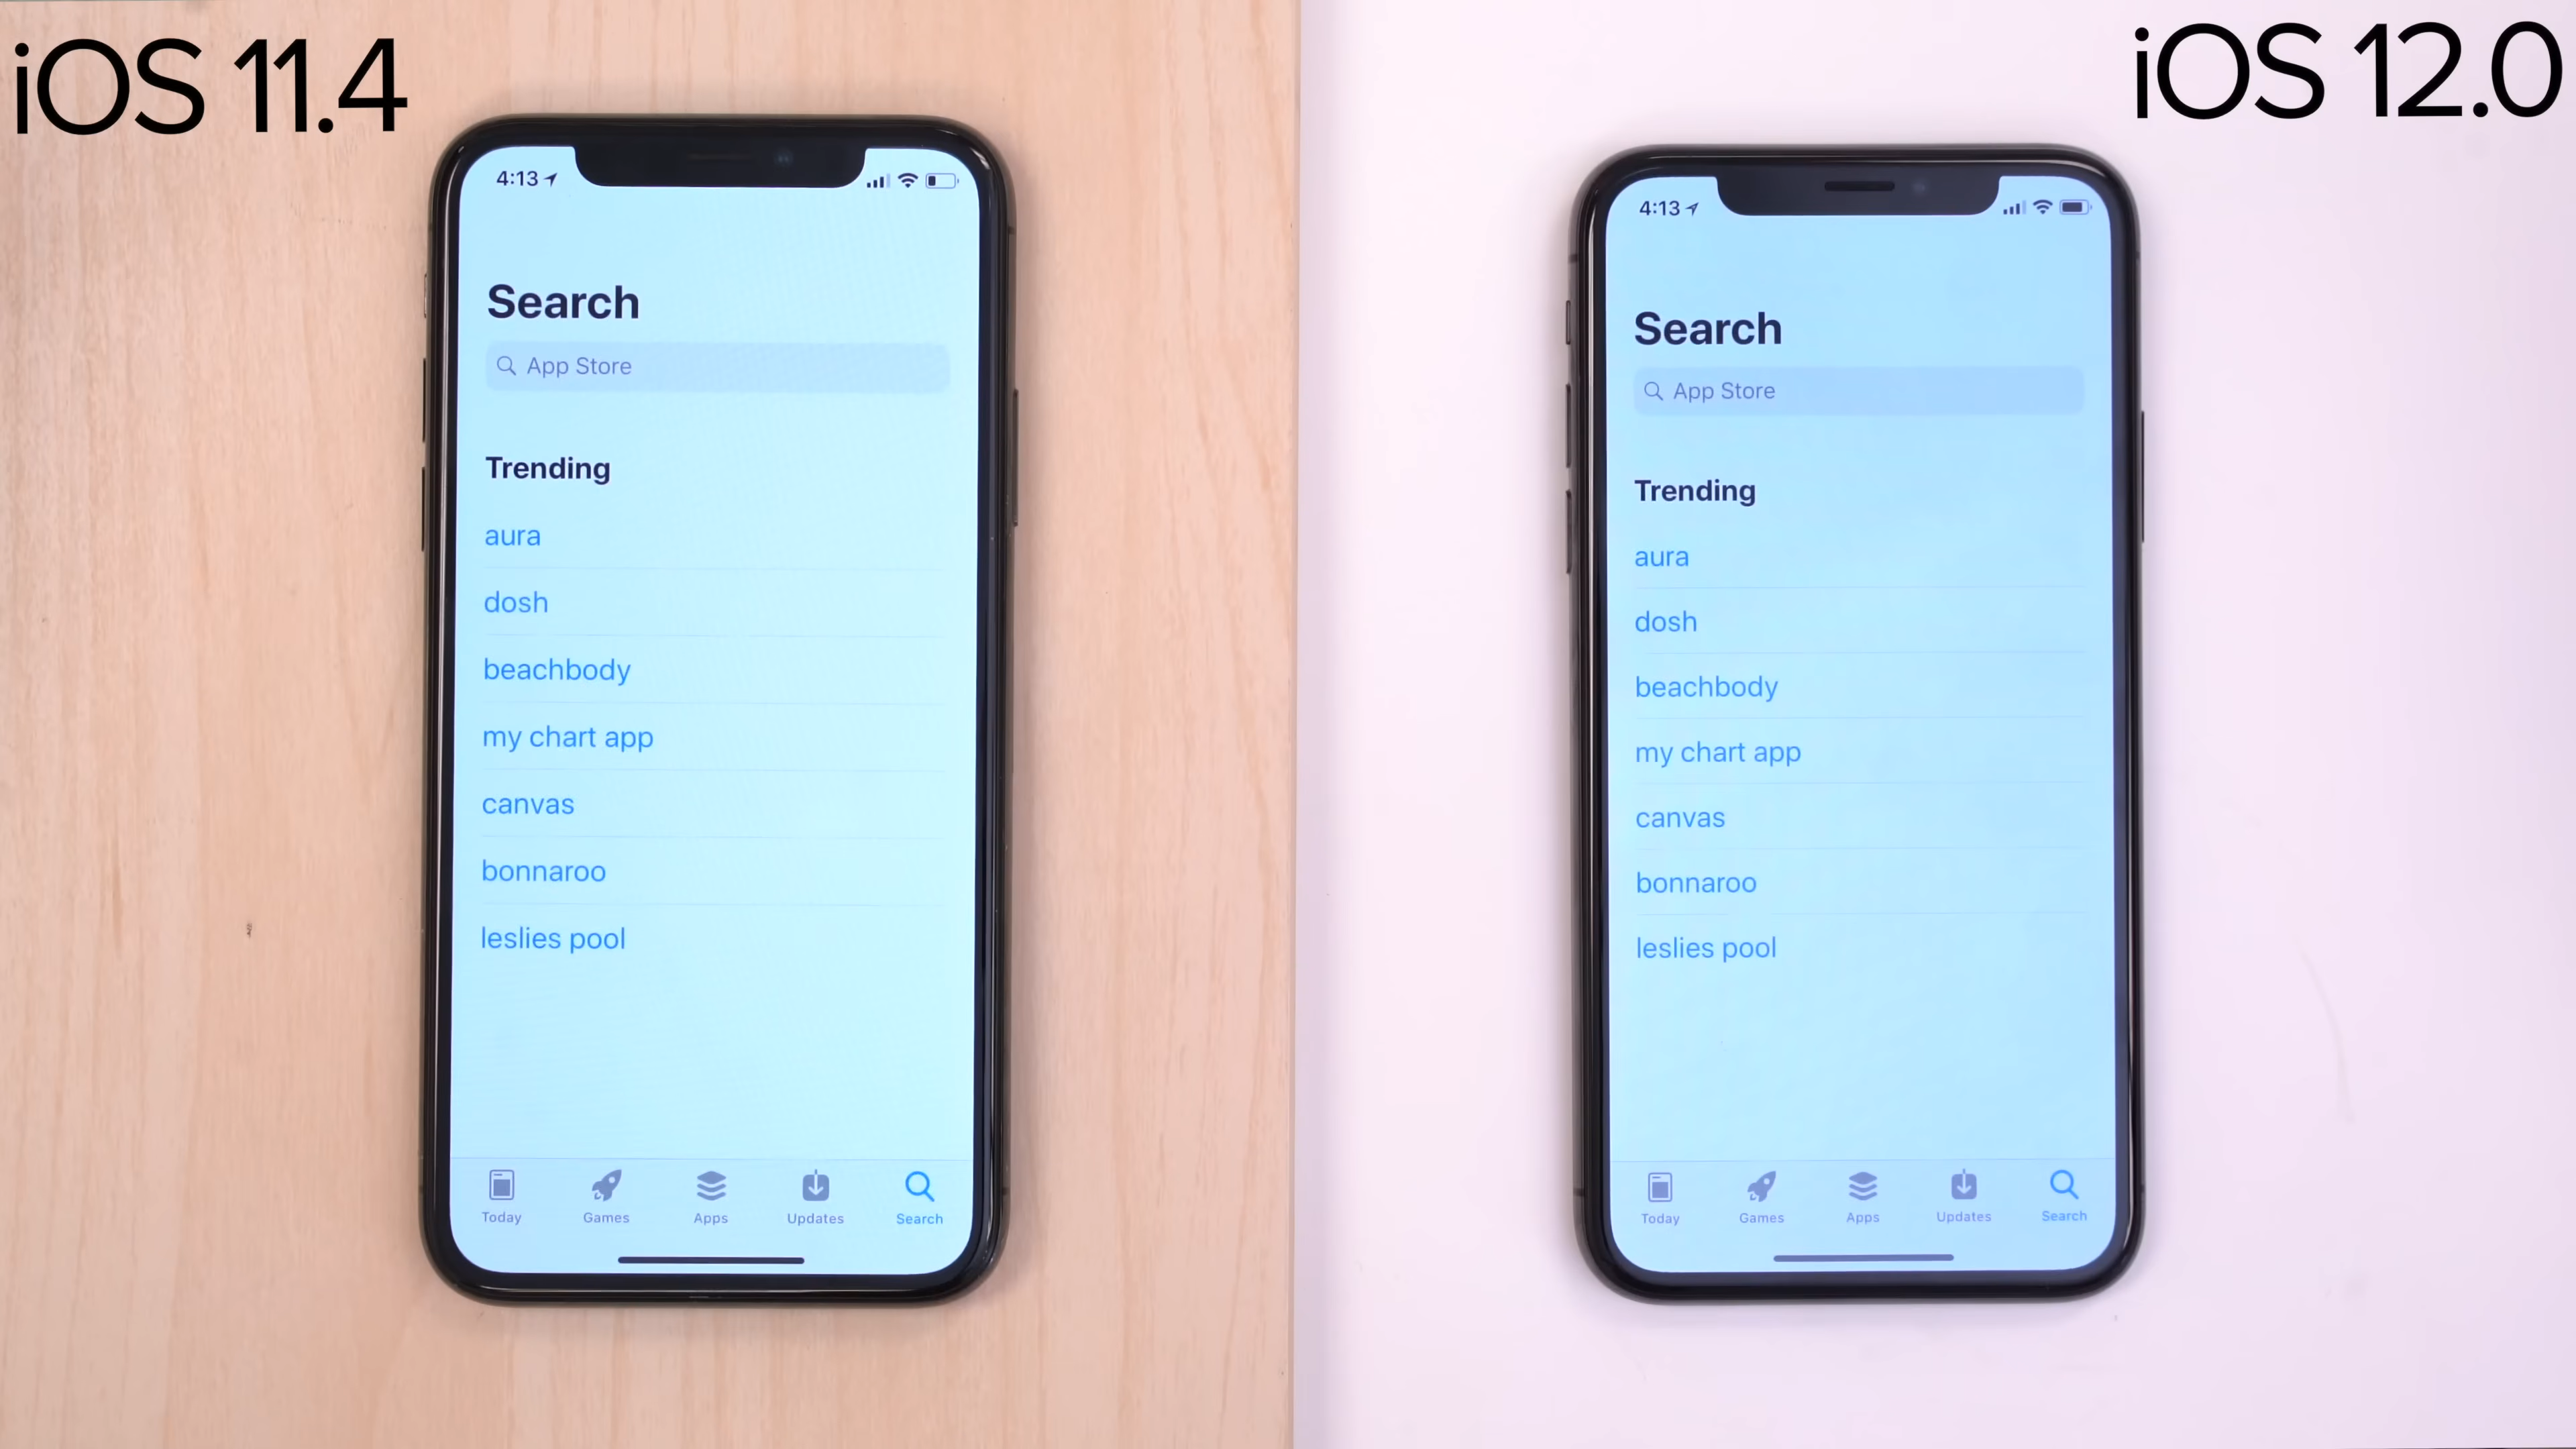 iOS 11.4
4:13
Search
App Store
Trending
aura
dosh
beachbody
my chart app
canvas
bonnaroo
leslies pool
Today Games Apps Updates Search
iOS 12.0
4:13
Search
App Store
Trending
aura
dosh
beachbody
my chart app
canvas
bonnaroo
leslies pool
Today Games Apps Updates Search